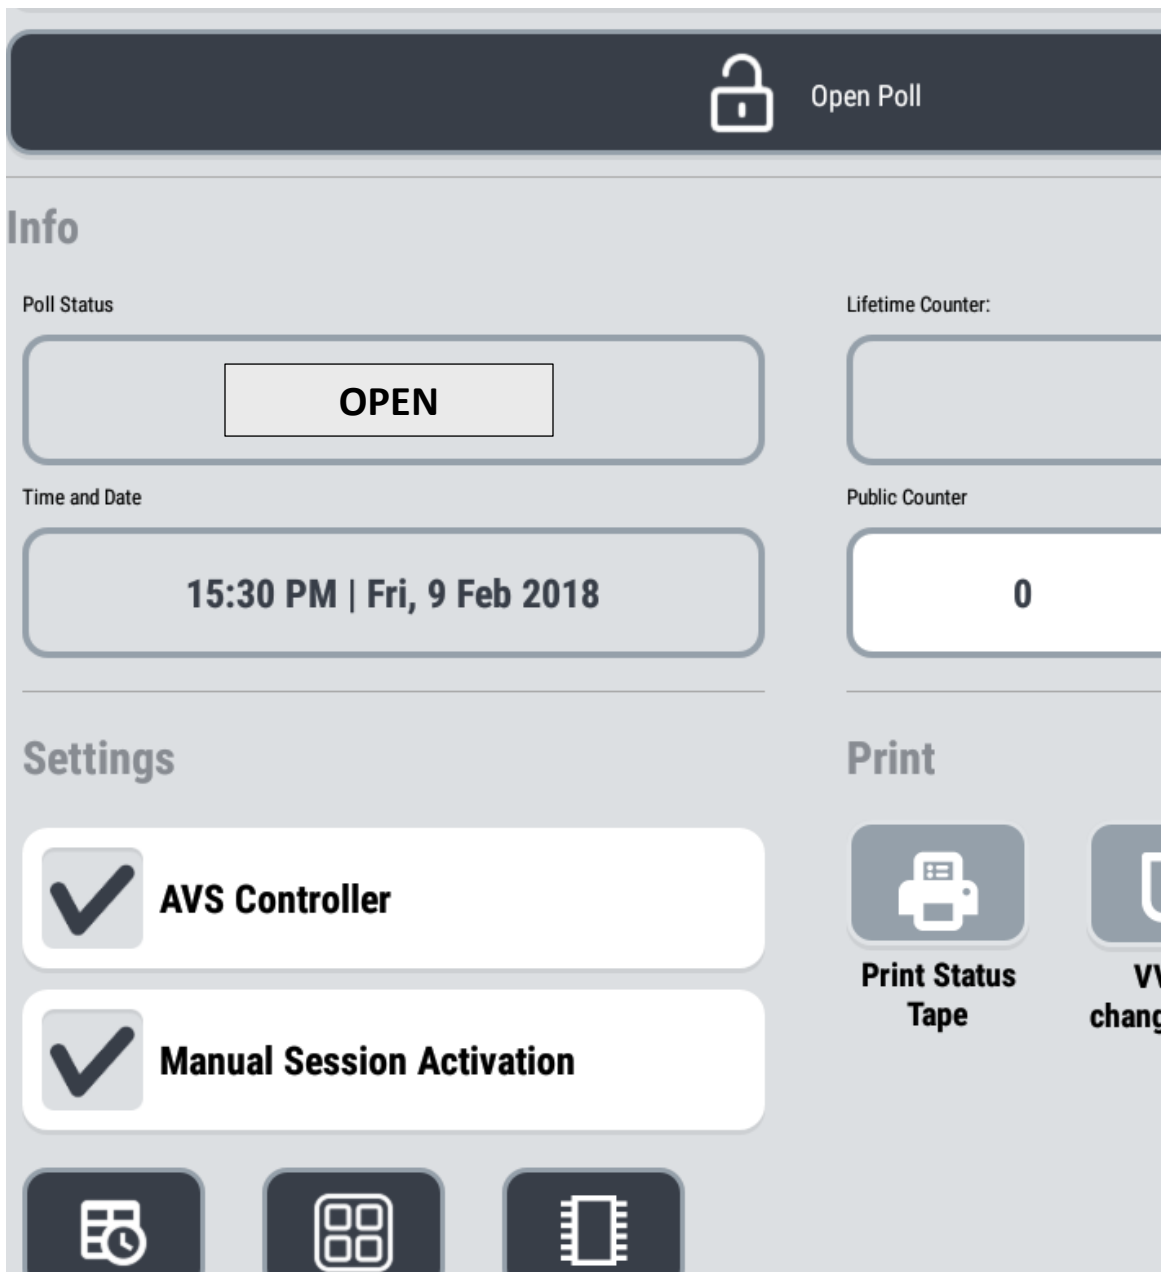 Open Poll
Info
Poll Status
Lifetime Counter:
OPEN
Time and Date
Public Counter
15:30 PM | Fri, 9 Feb 2018
0
Settings
Print
AVS Controller
Print Status
Tape
Manual Session Activation